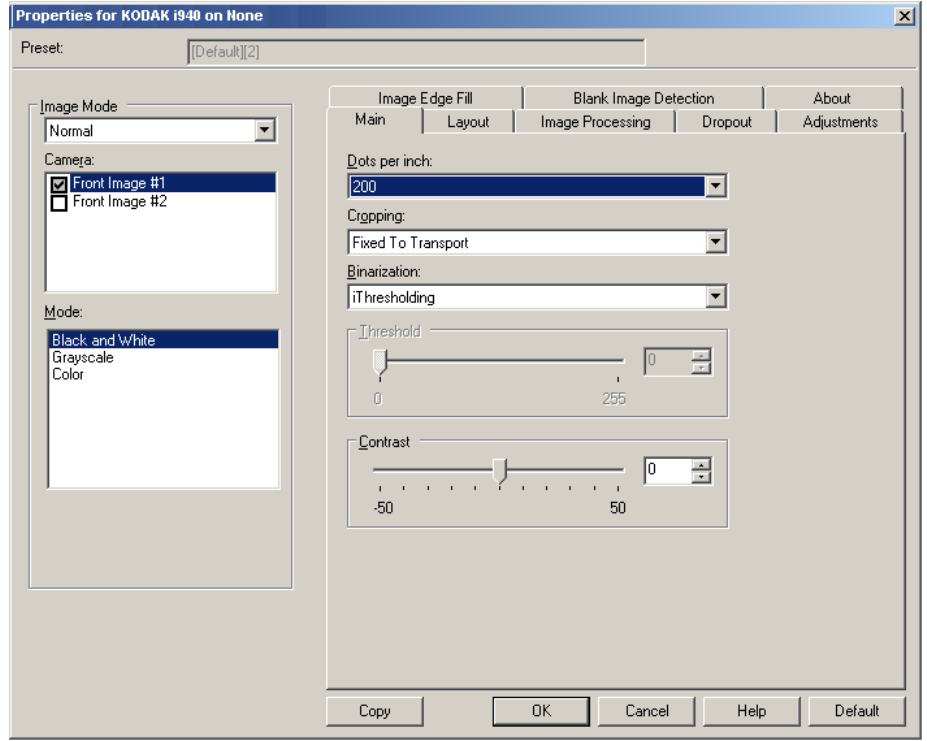 Properties for KODAK i940 on None
Preset:
[Default][2]
Image Mode
Normal
Camera:
Front Image #1
Front Image #2
Mode:
Black and White
Grayscale
Color
Image Edge Fill
Blank Image Detection
About
Main
Layout
Image Processing
Dropout
Adjustments
Dots per inch:
200
Cropping:
Fixed To Transport
Binarization:
iThresholding
Threshold
0
0
255
Contrast
0
-50
50
Copy
OK
Cancel
Help
Default